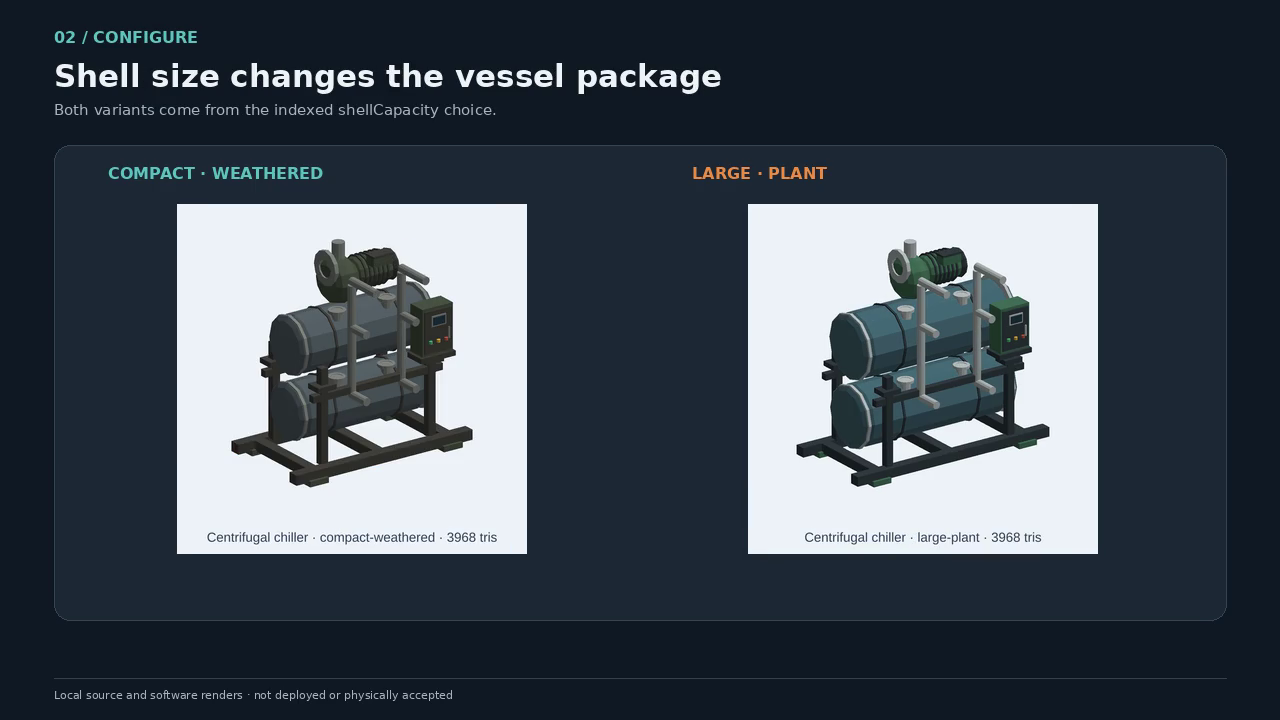 02 / CONFIGURE
Shell size changes the vessel package
Both variants come from the indexed shellCapacity choice.
COMPACT · WEATHERED
LARGE · PLANT
Centrifugal chiller · compact-weathered · 3968 tris
Centrifugal chiller · large-plant · 3968 tris
Local source and software renders · not deployed or physically accepted